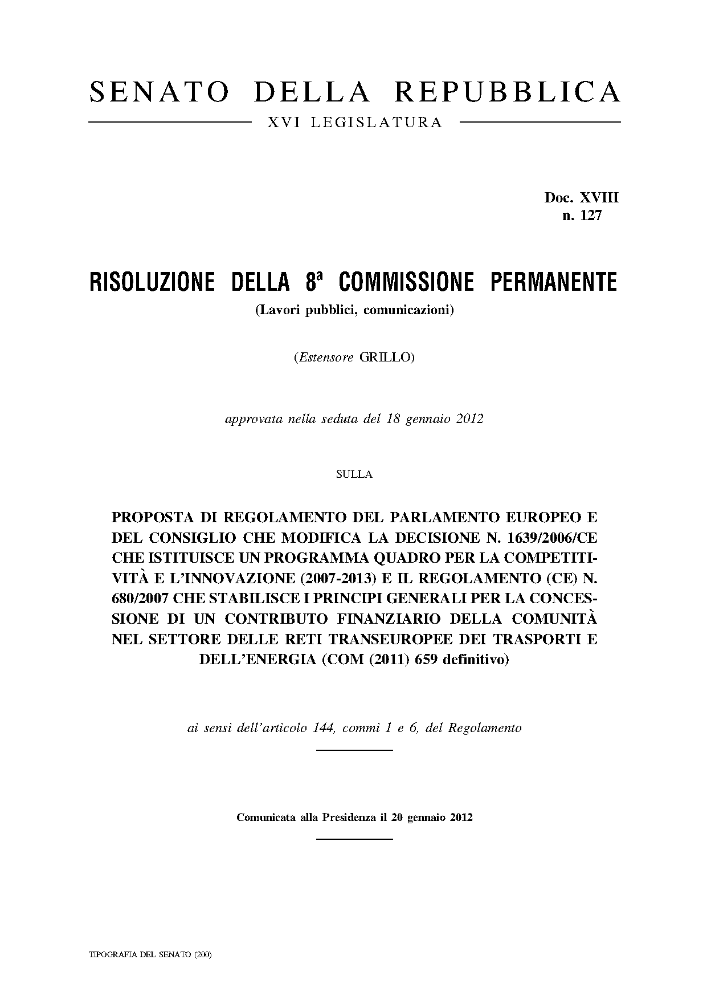 SENATO DELLA REPUBBLICA
XVI LEGISLATURA
Doc. XVIII
n. 127
RISOLUZIONE DELLA 8ª COMMISSIONE PERMANENTE
(Lavori pubblici, comunicazioni)
(Estensore GRILLO)
approvata nella seduta del 18 gennaio 2012
SULLA
PROPOSTA DI REGOLAMENTO DEL PARLAMENTO EUROPEO E
DEL CONSIGLIO CHE MODIFICA LA DECISIONE N. 1639/2006/CE
CHE ISTITUISCE UN PROGRAMMA QUADRO PER LA COMPETITI-
VITÀ E L’INNOVAZIONE (2007-2013) E IL REGOLAMENTO (CE) N.
680/2007 CHE STABILISCE I PRINCIPI GENERALI PER LA CONCES-
SIONE DI UN CONTRIBUTO FINANZIARIO DELLA COMUNITÀ
NEL SETTORE DELLE RETI TRANSEUROPEE DEI TRASPORTI E
DELL’ENERGIA (COM (2011) 659 definitivo)
ai sensi dell’articolo 144, commi 1 e 6, del Regolamento
Comunicata alla Presidenza il 20 gennaio 2012
TIPOGRAFIA DEL SENATO (200)